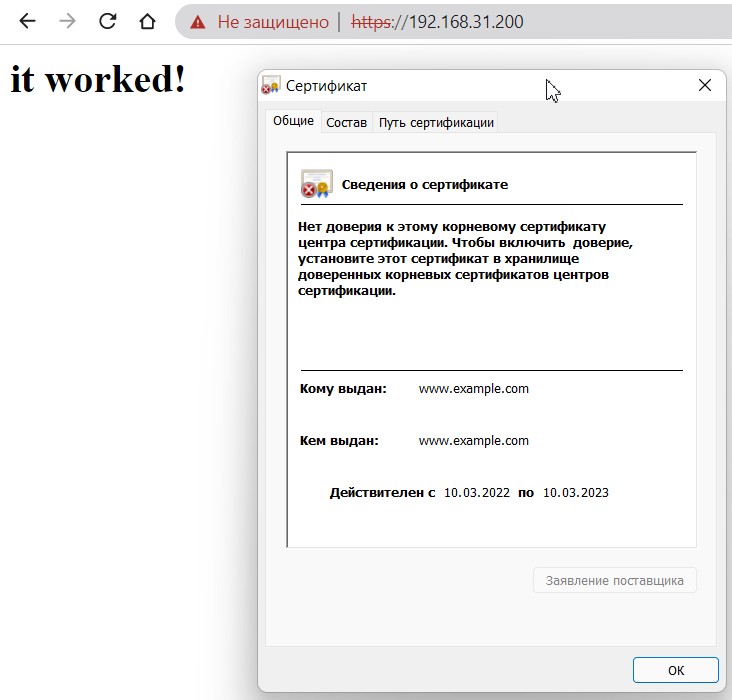 Не защищено | https://192.168.31.200
it worked!
Сертификат
Общие Состав Путь сертификации
Сведения о сертификате
Нет доверия к этому корневому сертификату
центра сертификации. Чтобы включить доверие,
установите этот сертификат в хранилище
доверенных корневых сертификатов центров
сертификации.
Кому выдан: www.example.com
Кем выдан: www.example.com
Действителен с 10.03.2022 по 10.03.2023
Заявление поставщика
ОК